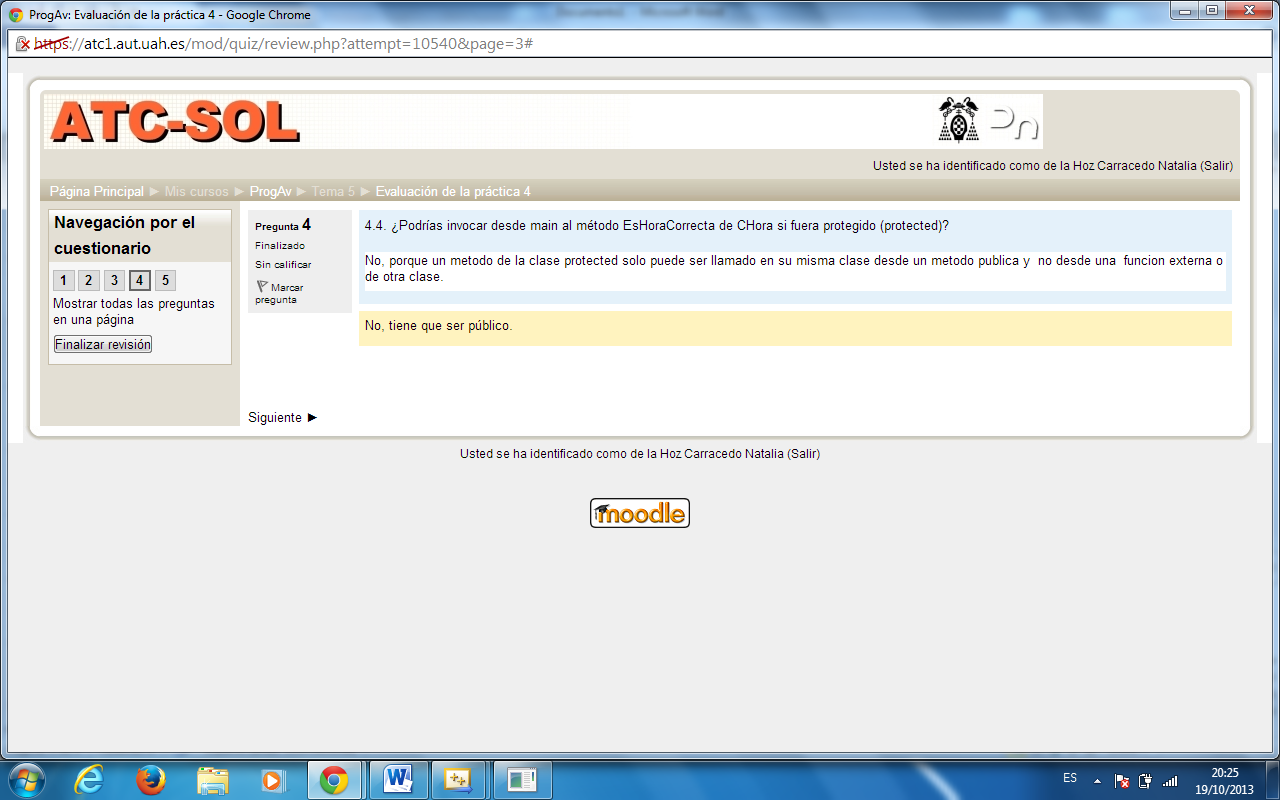 ProgAv: Evaluación de la práctica 4 - Google Chrome
https://atc1.aut.uah.es/mod/quiz/review.php?attempt=10540&page=3#
ATC-SOL
Usted se ha identificado como de la Hoz Carracedo Natalia (Salir)
Página Principal ► Mis cursos ► ProgAv ► Tema 5 ► Evaluación de la práctica 4
Navegación por el
cuestionario
1 2 3 4 5
Mostrar todas las preguntas
en una página
Finalizar revisión
Pregunta 4
Finalizado
Sin calificar
Marcar
pregunta
4.4. ¿Podrías invocar desde main al método EsHoraCorrecta de CHora si fuera protegido (protected)?
No, porque un metodo de la clase protected solo puede ser llamado en su misma clase desde un metodo publica y no desde una funcion externa o
de otra clase.
No, tiene que ser público.
Siguiente ►
Usted se ha identificado como de la Hoz Carracedo Natalia (Salir)
moodle
ES
20:25
19/10/2013